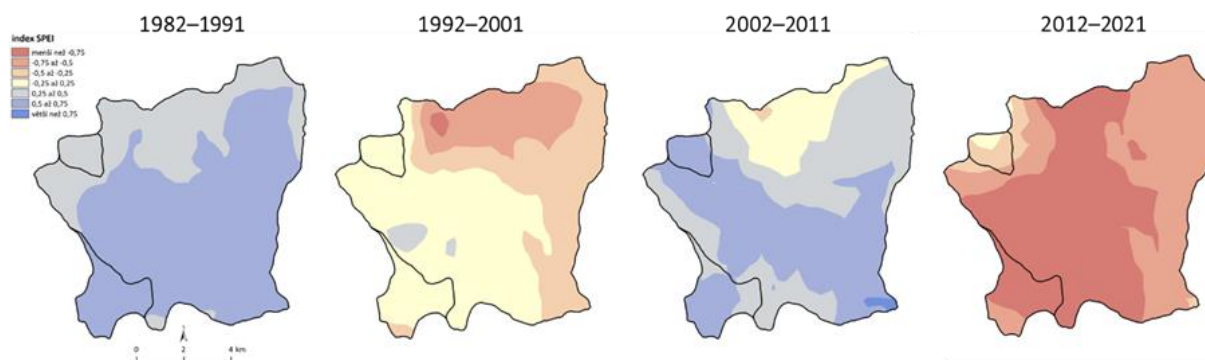 1982–1991
1992–2001
2002–2011
2012–2021
index SPEI
menší než -0,75
-0,75 až -0,5
-0,5 až -0,25
-0,25 až 0,25
0,25 až 0,5
0,5 až 0,75
větší než 0,75
0 2 4 km